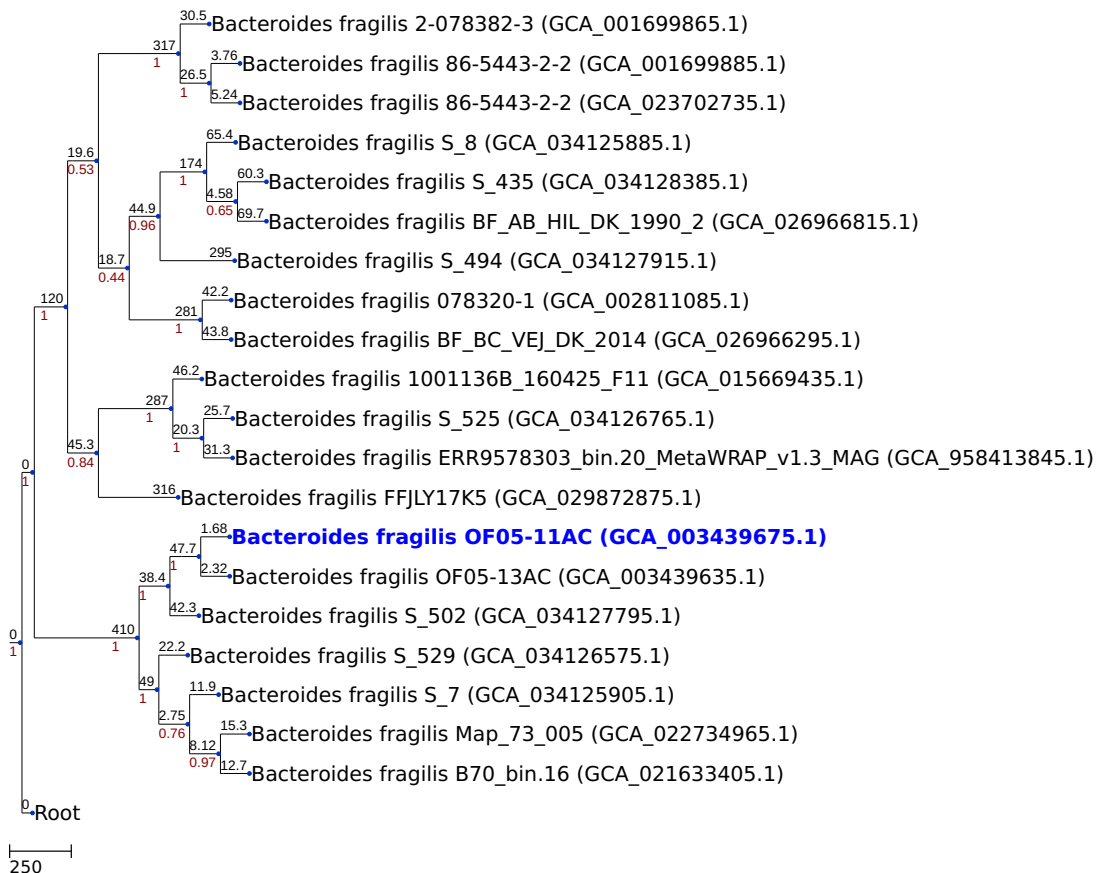 30.5 Bacteroides fragilis 2-078382-3 (GCA_001699865.1)
317
1
3.76 Bacteroides fragilis 86-5443-2-2 (GCA_001699885.1)
26.5
1
5.24 Bacteroides fragilis 86-5443-2-2 (GCA_023702735.1)
65.4 Bacteroides fragilis S_8 (GCA_034125885.1)
19.6
0.53
174
1
60.3 Bacteroides fragilis S_435 (GCA_034128385.1)
4.58
0.65
69.7 Bacteroides fragilis BF_AB_HIL_DK_1990_2 (GCA_026966815.1)
44.9
0.96
295 Bacteroides fragilis S_494 (GCA_034127915.1)
18.7
0.44
42.2 Bacteroides fragilis 078320-1 (GCA_002811085.1)
120
1
281
1
43.8 Bacteroides fragilis BF_BC_VEJ_DK_2014 (GCA_026966295.1)
46.2 Bacteroides fragilis 1001136B_160425_F11 (GCA_015669435.1)
287
1
25.7 Bacteroides fragilis S_525 (GCA_034126765.1)
20.3
1
45.3
0.84
31.3 Bacteroides fragilis ERR9578303_bin.20_MetaWRAP_v1.3_MAG (GCA_958413845.1)
0
1
316 Bacteroides fragilis FFJLY17K5 (GCA_029872875.1)
1.68 Bacteroides fragilis OF05-11AC (GCA_003439675.1)
47.7
1
2.32 Bacteroides fragilis OF05-13AC (GCA_003439635.1)
38.4
1
42.3 Bacteroides fragilis S_502 (GCA_034127795.1)
410
1
0
1
22.2 Bacteroides fragilis S_529 (GCA_034126575.1)
49
1
11.9 Bacteroides fragilis S_7 (GCA_034125905.1)
2.75
0.76
15.3 Bacteroides fragilis Map_73_005 (GCA_022734965.1)
8.12
0.97
12.7 Bacteroides fragilis B70_bin.16 (GCA_021633405.1)
0 Root
250